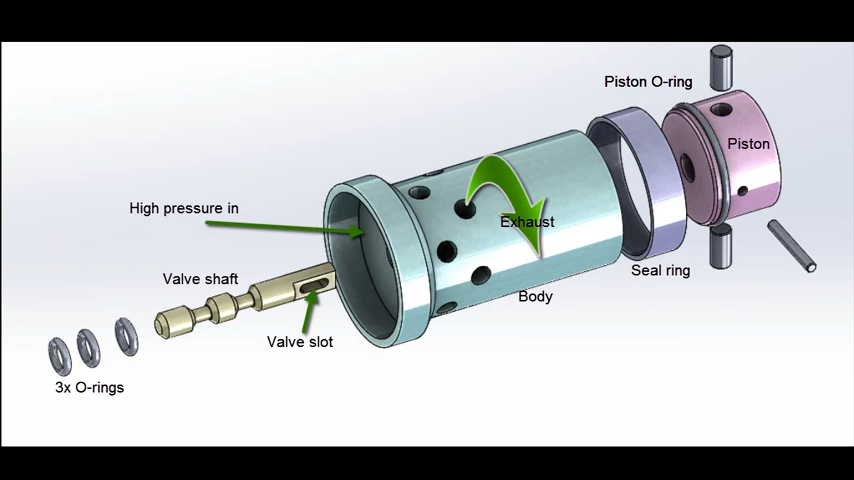 Piston O-ring
Piston
High pressure in
Exhaust
Seal ring
Valve shaft
Body
Valve slot
3x O-rings